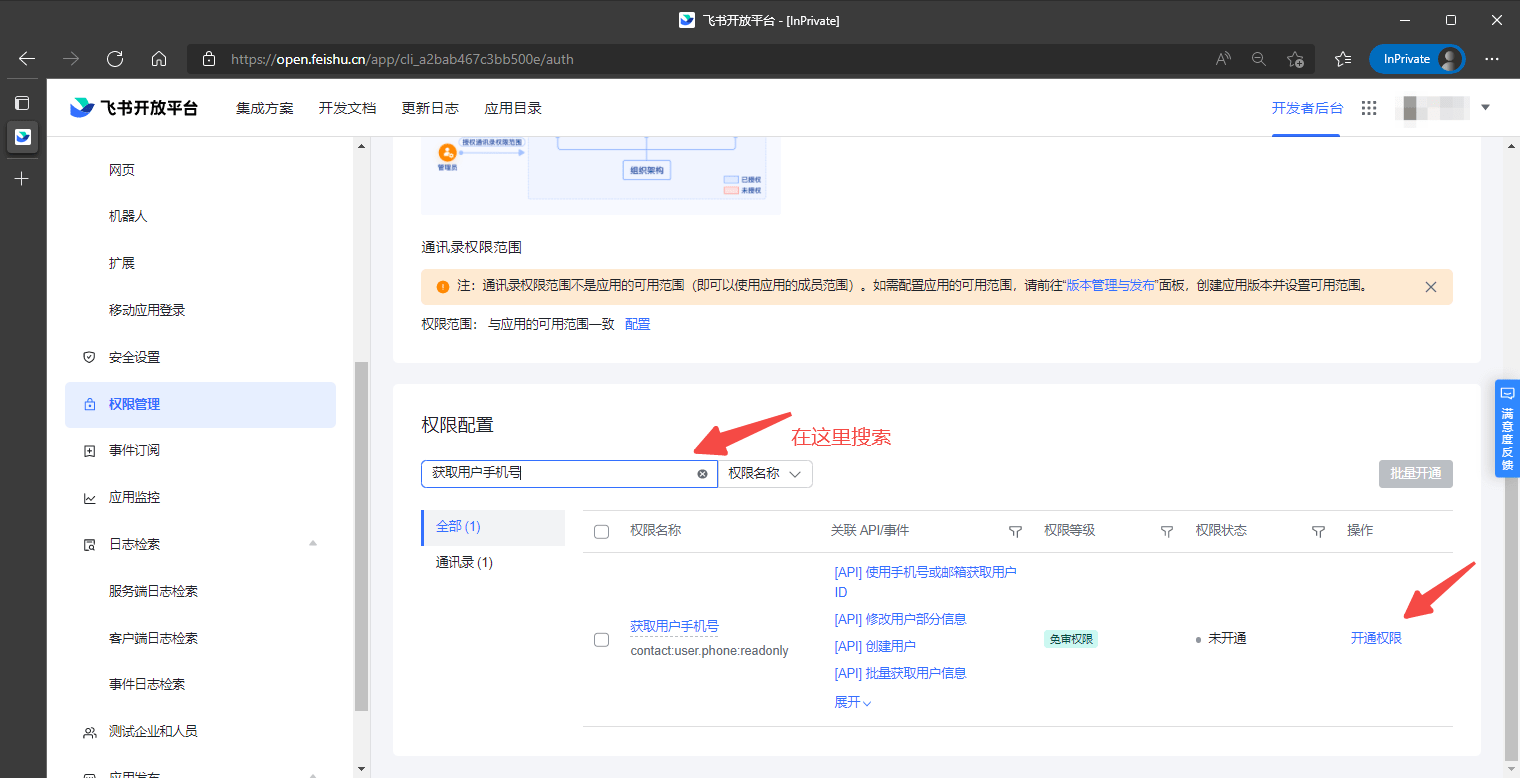 飞书开放平台 - [InPrivate]
https://open.feishu.cn/app/cli_a2bab467c3bb500e/auth
InPrivate
飞书开放平台
集成方案
开发文档
更新日志
应用目录
开发者后台
网页
机器人
扩展
移动应用登录
安全设置
权限管理
事件订阅
应用监控
日志检索
服务端日志检索
客户端日志检索
事件日志检索
测试企业和人员
应用发布
授权通讯录权限范围
管理员
组织架构
已授权
未授权
通讯录权限范围
注：通讯录权限范围不是应用的可用范围（即可以使用应用的成员范围）。如需配置应用的可用范围，请前往“版本管理与发布”面板，创建应用版本并设置可用范围。
权限范围： 与应用的可用范围一致 配置
权限配置
在这里搜索
获取用户手机号
权限名称
批量开通
全部 (1)
通讯录 (1)
权限名称
关联 API/事件
权限等级
权限状态
操作
获取用户手机号
contact:user.phone:readonly
[API] 使用手机号或邮箱获取用户
ID
[API] 修改用户部分信息
[API] 创建用户
[API] 批量获取用户信息
展开
免审权限
未开通
开通权限
满意度反馈